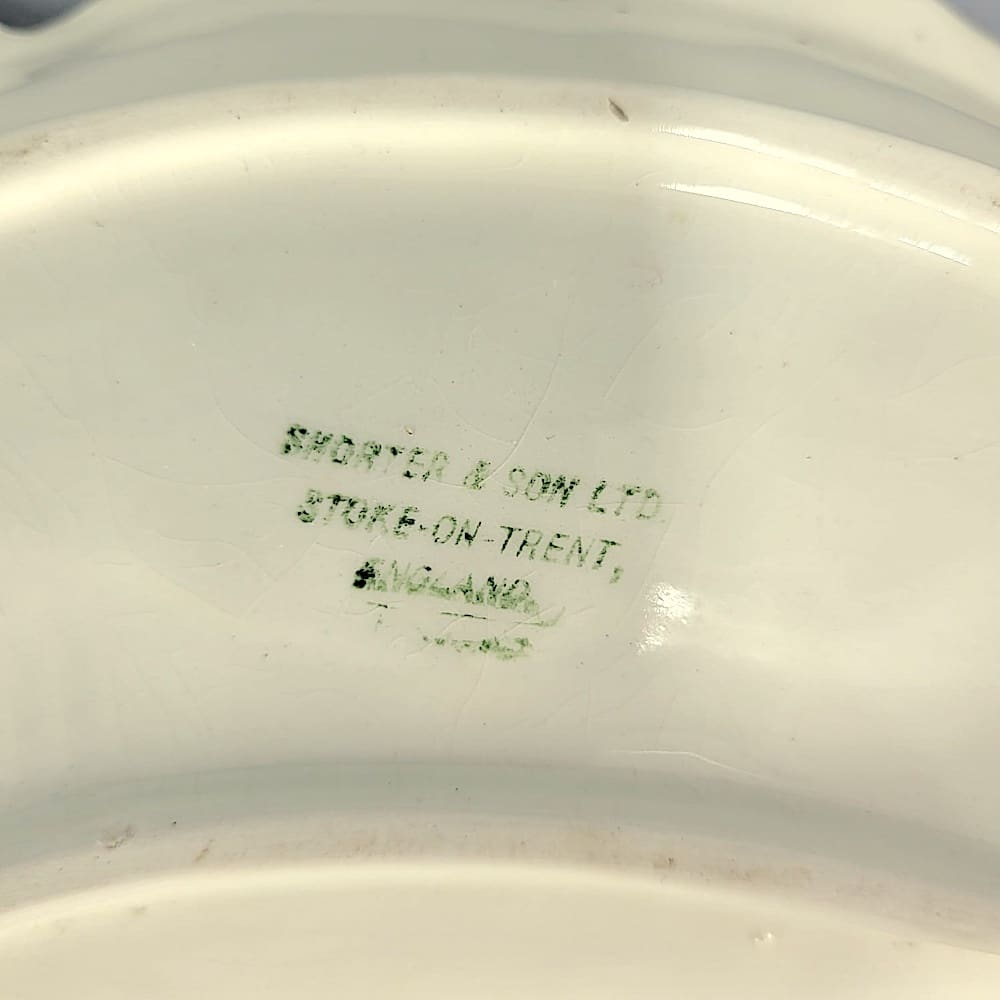 SHORTER & SON LTD.
STOKE-ON-TRENT,
ENGLAND.